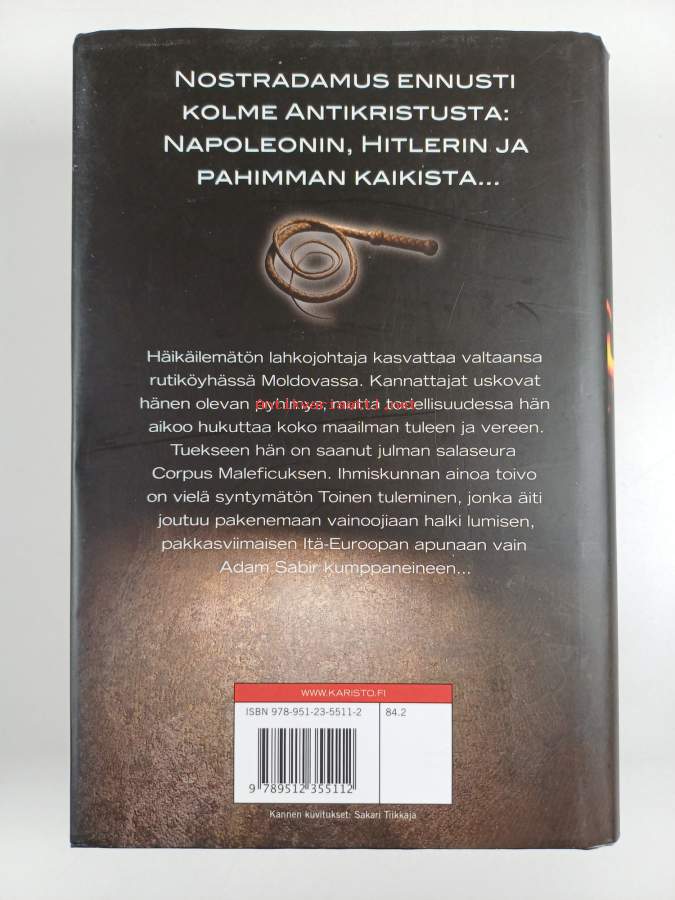 NOSTRADAMUS ENNUSTI
KOLME ANTIKRISTUSTA:
NAPOLEONIN, HITLERIN JA
PAHIMMAN KAIKISTA...
Häikäilemätön lahkojohtaja kasvattaa valtaansa
rutiköyhässä Moldovassa. Kannattajat uskovat
hänen olevan pyhimys, mutta todellisuudessa hän
aikoo hukuttaa koko maailman tuleen ja vereen.
Tuekseen hän on saanut julman salaseura
Corpus Maleficuksen. Ihmiskunnan ainoa toivo
on vielä syntymätön Toinen tuleminen, jonka äiti
joutuu pakenemaan vainoojiaan halki lumisen,
pakkasviimaisen Itä-Euroopan apunaan vain
Adam Sabir kumppaneineen...
WWW.KARISTO.FI
ISBN 978-951-23-5511-2 84.2
9 789512 355112
Kannen kuvitukset: Sakari Tiikkaja